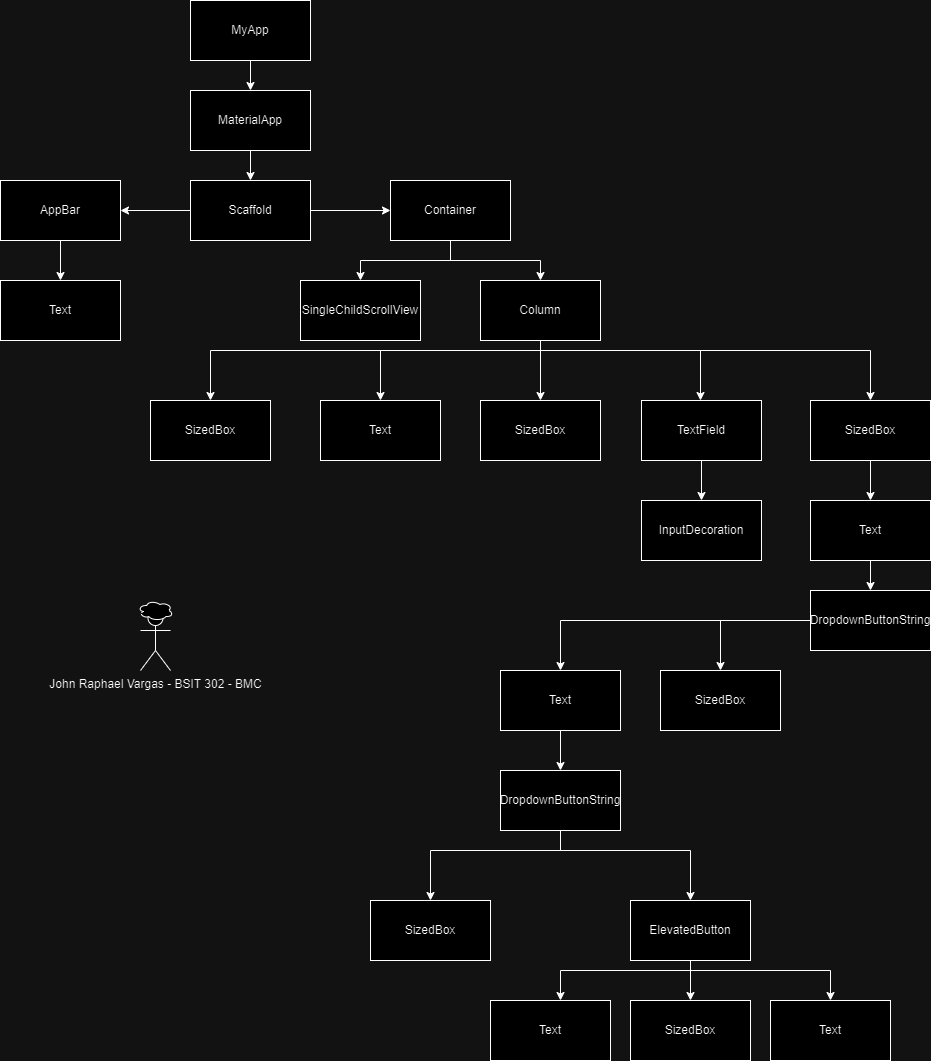 MyApp
MaterialApp
AppBar
Scaffold
Container
Text
SingleChildScrollView
Column
SizedBox
Text
SizedBox
TextField
SizedBox
InputDecoration
Text
DropdownButtonString
John Raphael Vargas - BSIT 302 - BMC
Text
SizedBox
DropdownButtonString
SizedBox
ElevatedButton
Text
SizedBox
Text